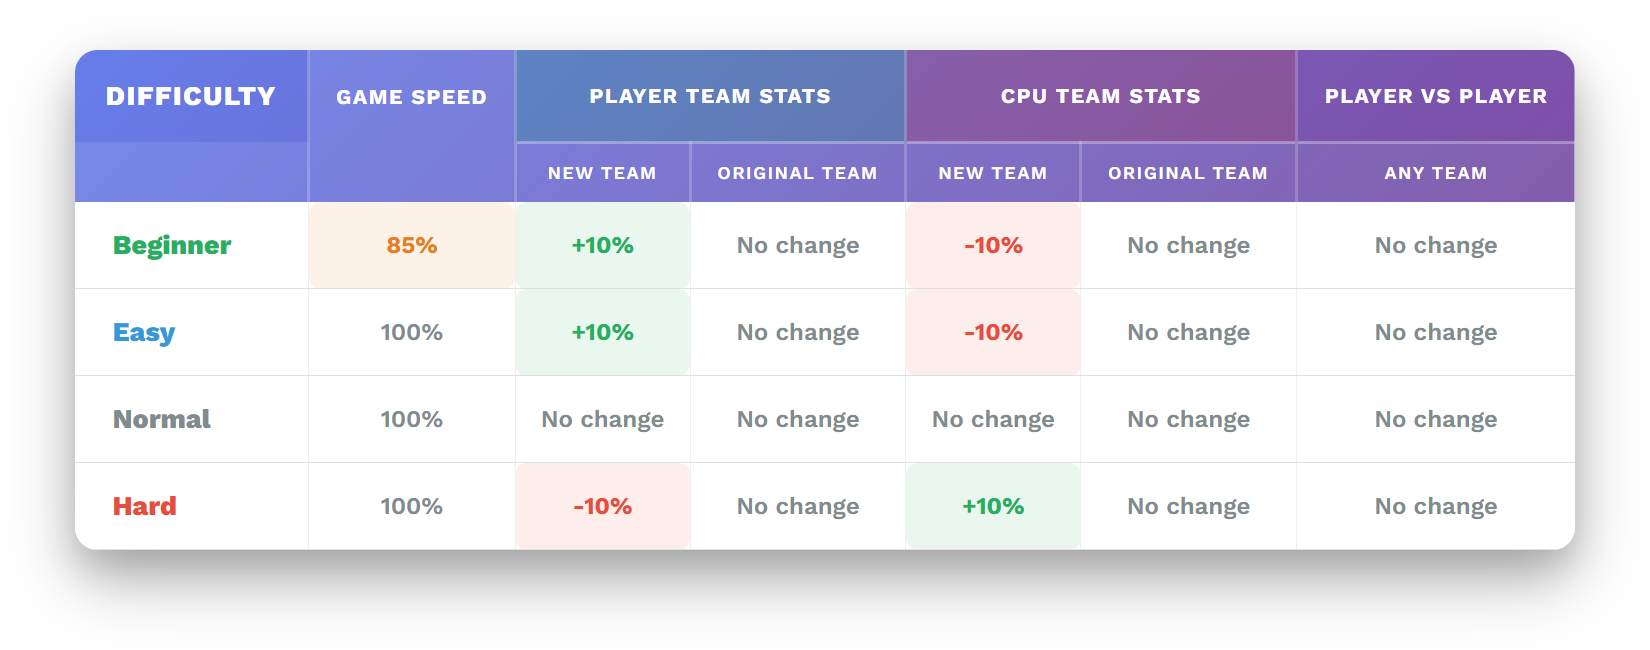 DIFFICULTY GAME SPEED PLAYER TEAM STATS CPU TEAM STATS PLAYER VS PLAYER
NEW TEAM ORIGINAL TEAM NEW TEAM ORIGINAL TEAM ANY TEAM
Beginner 85% +10% No change -10% No change No change
Easy 100% +10% No change -10% No change No change
Normal 100% No change No change No change No change No change
Hard 100% -10% No change +10% No change No change